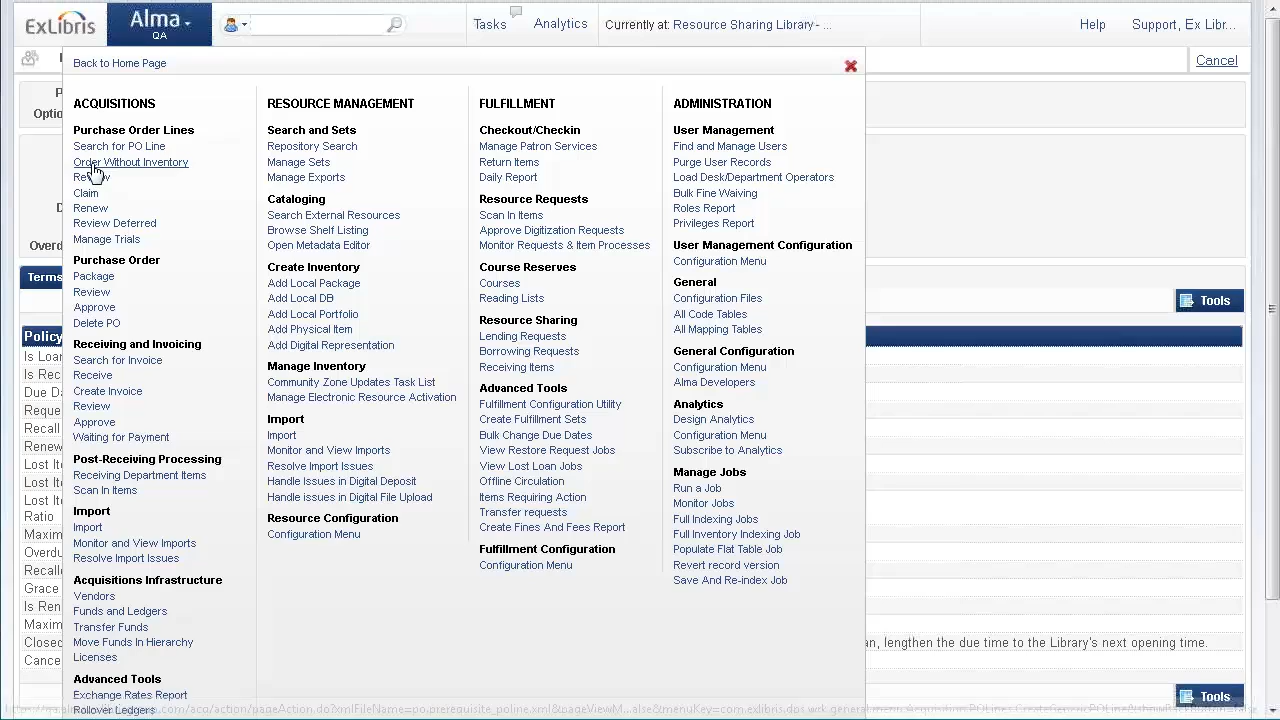 ExLibris
Alma
QA
Tasks
Analytics
Currently at: Resource Sharing Library - ...
Help
Support, Ex Libr...
Back to Home Page
Cancel
ACQUISITIONS
Purchase Order Lines
Search for PO Line
Order Without Inventory
Review
Claim
Renew
Review Deferred
Manage Trials
Purchase Order
Package
Review
Approve
Delete PO
Receiving and Invoicing
Search for Invoice
Receive
Create Invoice
Review
Approve
Waiting for Payment
Post-Receiving Processing
Receiving Department Items
Scan In Items
Import
Import
Monitor and View Imports
Resolve Import Issues
Acquisitions Infrastructure
Vendors
Funds and Ledgers
Transfer Funds
Move Funds In Hierarchy
Licenses
Advanced Tools
Exchange Rates Report
Rollover Ledgers
RESOURCE MANAGEMENT
Search and Sets
Repository Search
Manage Sets
Manage Exports
Cataloging
Search External Resources
Browse Shelf Listing
Open Metadata Editor
Create Inventory
Add Local Package
Add Local DB
Add Local Portfolio
Add Physical Item
Add Digital Representation
Manage Inventory
Community Zone Updates Task List
Manage Electronic Resource Activation
Import
Import
Monitor and View Imports
Resolve Import Issues
Handle Issues in Digital Deposit
Handle Issues in Digital File Upload
Resource Configuration
Configuration Menu
FULFILLMENT
Checkout/Checkin
Manage Patron Services
Return Items
Daily Report
Resource Requests
Scan In Items
Approve Digitization Requests
Monitor Requests & Item Processes
Course Reserves
Courses
Reading Lists
Resource Sharing
Lending Requests
Borrowing Requests
Receiving Items
Advanced Tools
Fulfillment Configuration Utility
Create Fulfillment Sets
Bulk Change Due Dates
View Restore Request Jobs
View Lost Loan Jobs
Offline Circulation
Items Requiring Action
Transfer requests
Create Fines And Fees Report
Fulfillment Configuration
Configuration Menu
ADMINISTRATION
User Management
Find and Manage Users
Purge User Records
Load Desk/Department Operators
Bulk Fine Waiving
Roles Report
Privileges Report
User Management Configuration
Configuration Menu
General
Configuration Files
All Code Tables
All Mapping Tables
General Configuration
Configuration Menu
Alma Customers
Analytics
Design Analytics
Configuration Menu
Subscribe to Analytics
Manage Jobs
Run a Job
Monitor Jobs
Full Indexing Jobs
Full Inventory Indexing Job
Populate Flat Table Job
Revert record version
Save And Re-Index Job
Optio
Overd
Terms
Tools
Policy
Is Loan
Is Rec
Due Da
Reque
Recall
Renew
Lost It
Lost It
Lost It
Ratio
Maxim
Overdu
Recalle
Grace
Is Ren
Maxim
Closed
an, lengthen the due time to the Library's next opening time.
Cance
Tools